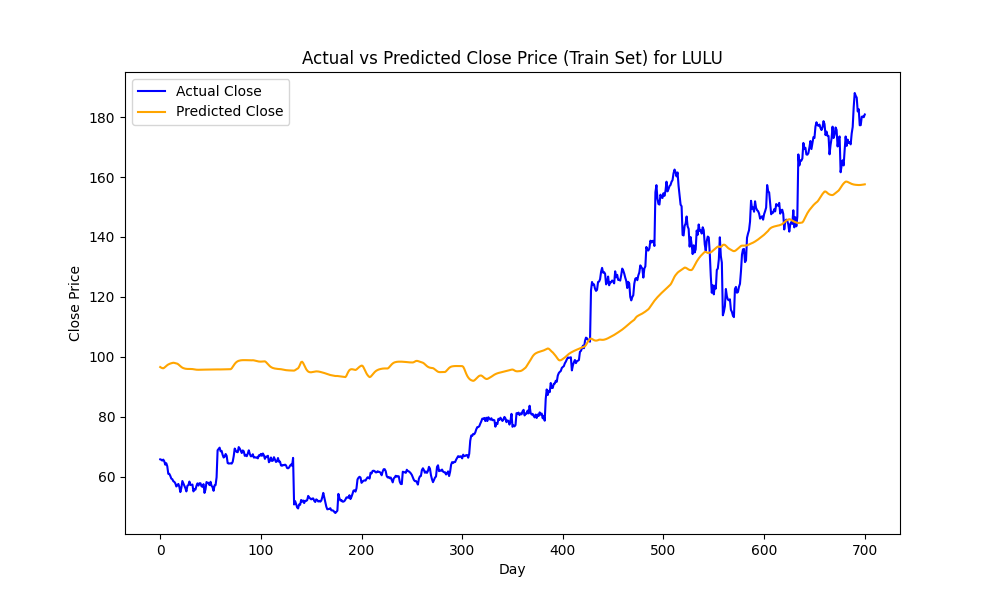 Actual vs Predicted Close Price (Train Set) for LULU
Actual Close
Predicted Close
180
160
140
120
100
80
60
Close Price
0 100 200 300 400 500 600 700
Day